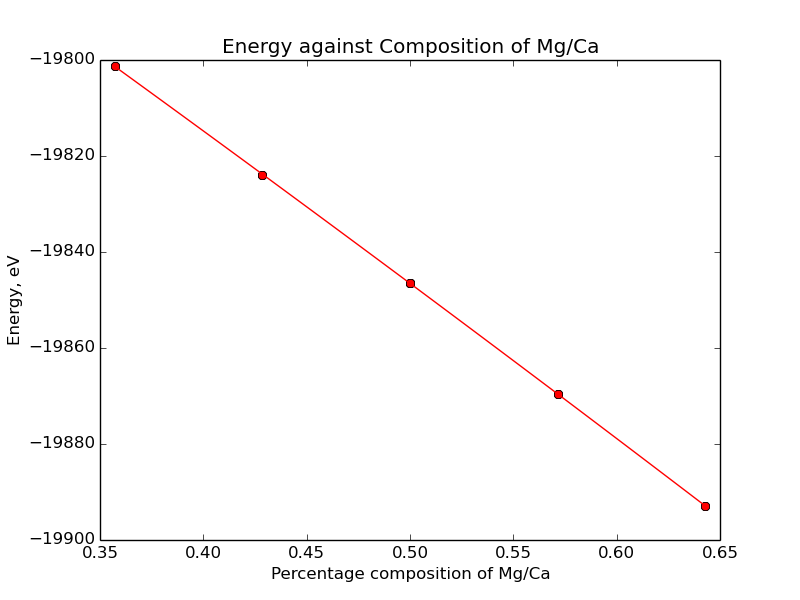 Energy against Composition of Mg/Ca
−19800
−19820
−19840
−19860
−19880
−19900
Energy, eV
0.35 0.40 0.45 0.50 0.55 0.60 0.65
Percentage composition of Mg/Ca